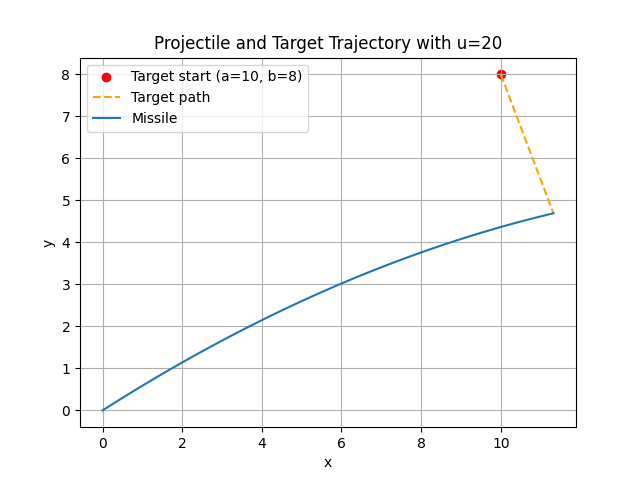 Projectile and Target Trajectory with u=20
Target start (a=10, b=8)
Target path
Missile
8
7
6
5
4
3
2
1
0
y
0 2 4 6 8 10
x